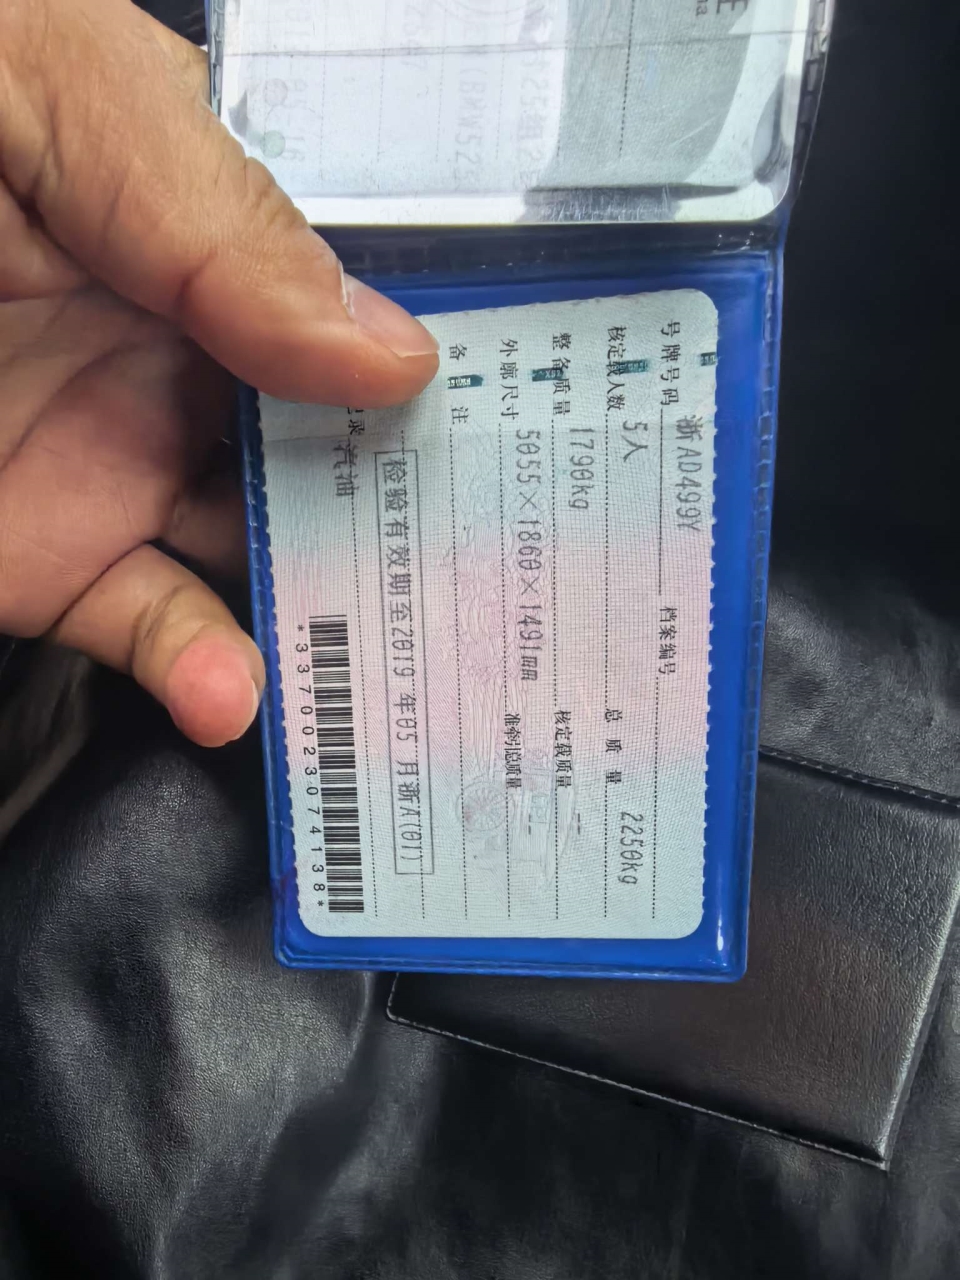 号牌号码 浙AD499Y 档案编号
核定载人数 5人 总质量 2250kg
整备质量 1790kg 核定载质量 --
外廓尺寸 5055×1860×1491mm 准牵引总质量 --
备注
检验有效期至2019年05月浙A(01)
录 汽油
*3370023074138*